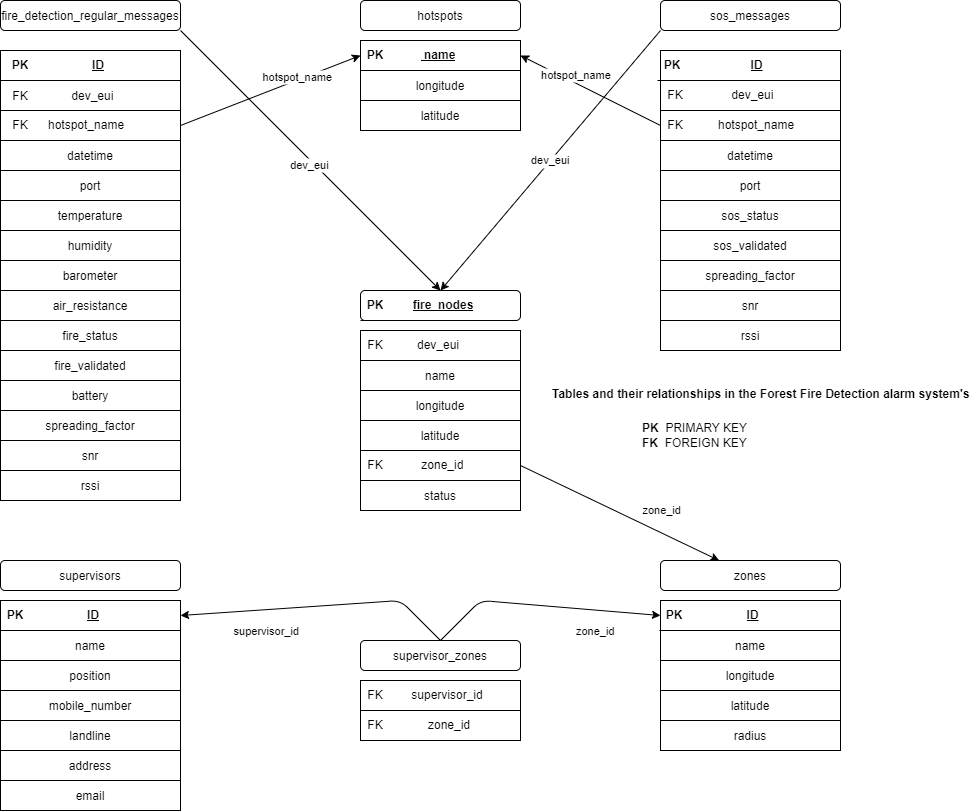 fire_detection_regular_messages
PK ID
FK dev_eui
FK hotspot_name
datetime
port
temperature
humidity
barometer
air_resistance
fire_status
fire_validated
battery
spreading_factor
snr
rssi
hotspots
PK name
longitude
latitude
sos_messages
PK ID
FK dev_eui
FK hotspot_name
datetime
port
sos_status
sos_validated
spreading_factor
snr
rssi
hotspot_name
hotspot_name
dev_eui
dev_eui
PK fire_nodes
FK dev_eui
name
longitude
latitude
FK zone_id
status
Tables and their relationships in the Forest Fire Detection alarm system's
PK PRIMARY KEY
FK FOREIGN KEY
zone_id
supervisors
PK ID
name
position
mobile_number
landline
address
email
supervisor_id
zone_id
supervisor_zones
FK supervisor_id
FK zone_id
zones
PK ID
name
longitude
latitude
radius